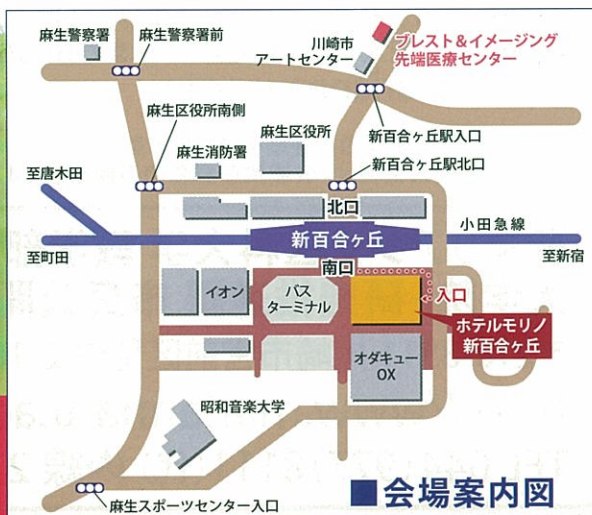 麻生警察署
麻生警察署前
川崎市
アートセンター
ブレスト&イメージング
先端医療センター
麻生区役所南側
麻生区役所
新百合ヶ丘駅入口
麻生消防署
新百合ヶ丘駅北口
至唐木田
北口
小田急線
新百合ヶ丘
至町田
至新宿
南口
イオン
バス
ターミナル
入口
ホテルモリノ
新百合ヶ丘
オダキュー
OX
昭和音楽大学
麻生スポーツセンター入口
■会場案内図